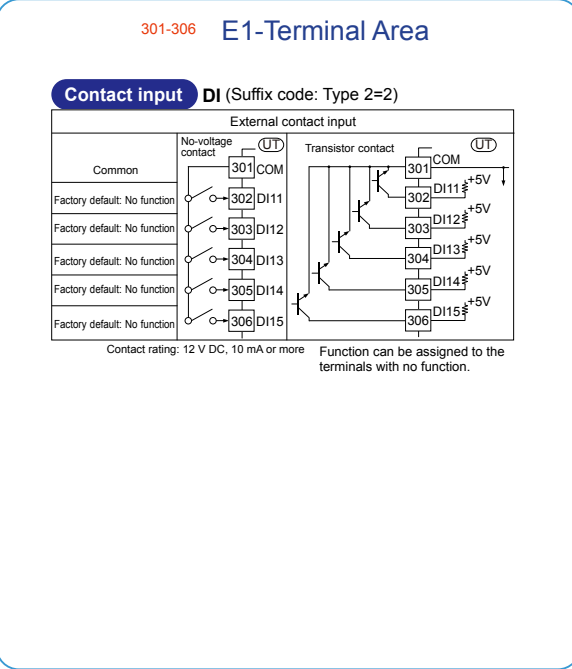 301-306 E1-Terminal Area
Contact input DI (Suffix code: Type 2=2)
External contact input
No-voltage
contact
UT
Transistor contact
UT
Common
301 COM
301 COM
Factory default: No function
302 DI11
302 DI11 +5V
Factory default: No function
303 DI12
303 DI12 +5V
Factory default: No function
304 DI13
304 DI13 +5V
Factory default: No function
305 DI14
305 DI14 +5V
Factory default: No function
306 DI15
306 DI15 +5V
Contact rating: 12 V DC, 10 mA or more
Function can be assigned to the
terminals with no function.